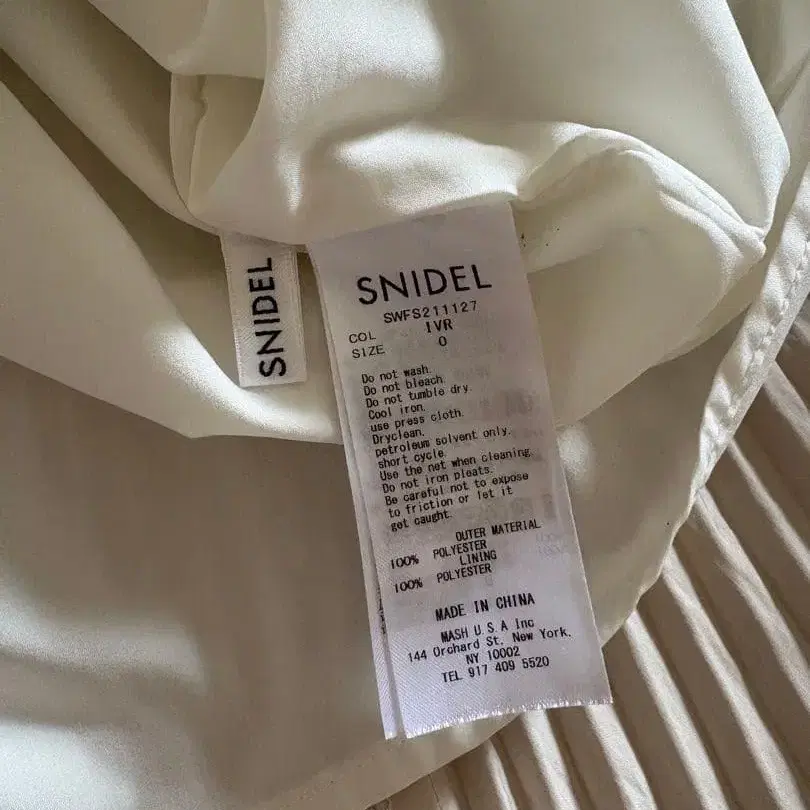 SNIDEL
SNIDEL
SWFS211127
COL IVR
SIZE 0
Do not wash.
Do not bleach.
Do not tumble dry.
Cool iron.
use press cloth.
Dryclean.
petroleum solvent only.
short cycle.
Use the net when cleaning
Do not iron pleats.
Be careful not to expose
to friction or let it
get caught.
OUTER MATERIAL
100% POLYESTER
LINING
100% POLYESTER
MADE IN CHINA
MASH U.S.A Inc
144 Orchard St. New York,
NY 10002
TEL 917 409 5520